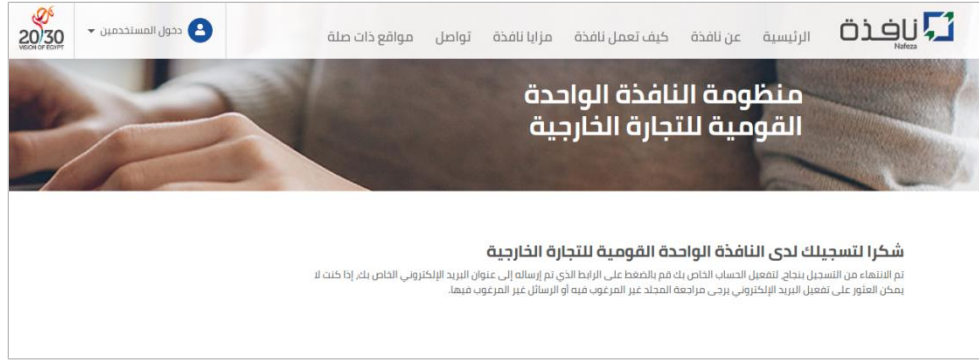 نافذة
Nafeza
الرئيسية
عن نافذة
كيف تعمل نافذة
مزايا نافذة
تواصل
مواقع ذات صلة
دخول المستخدمين
20/30
VISION OF EGYPT
منظومة النافذة الواحدة
القومية للتجارة الخارجية
شكرا لتسجيلك لدى النافذة الواحدة القومية للتجارة الخارجية
تم الانتهاء من التسجيل بنجاح، لتفعيل الحساب الخاص بك قم بالضغط على الرابط الذي تم إرساله إلى عنوان البريد الإلكتروني الخاص بك، إذا كنت لا
يمكن العثور على تفعيل البريد الإلكتروني يرجى مراجعة المجلد غير المرغوب فيه أو الرسائل غير المرغوب فيها.